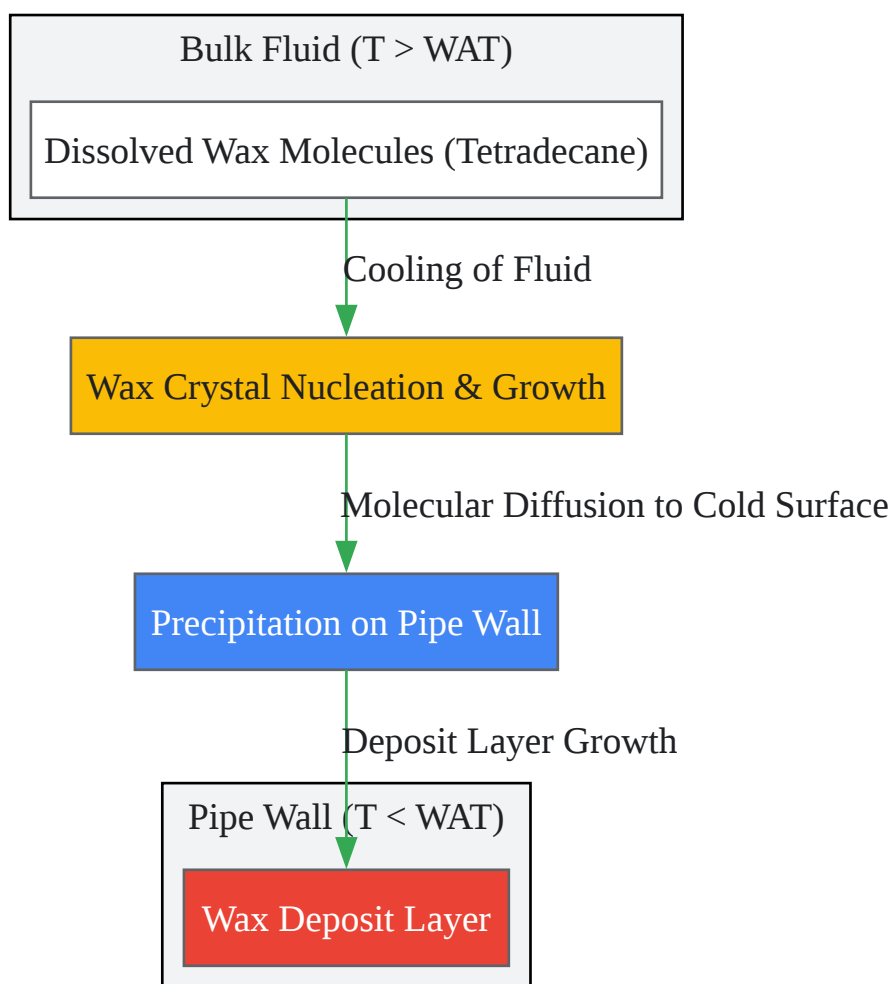 Bulk Fluid (T > WAT)
Dissolved Wax Molecules (Tetradecane)
Cooling of Fluid
Wax Crystal Nucleation & Growth
Molecular Diffusion to Cold Surface
Precipitation on Pipe Wall
Deposit Layer Growth
Pipe Wall (T < WAT)
Wax Deposit Layer